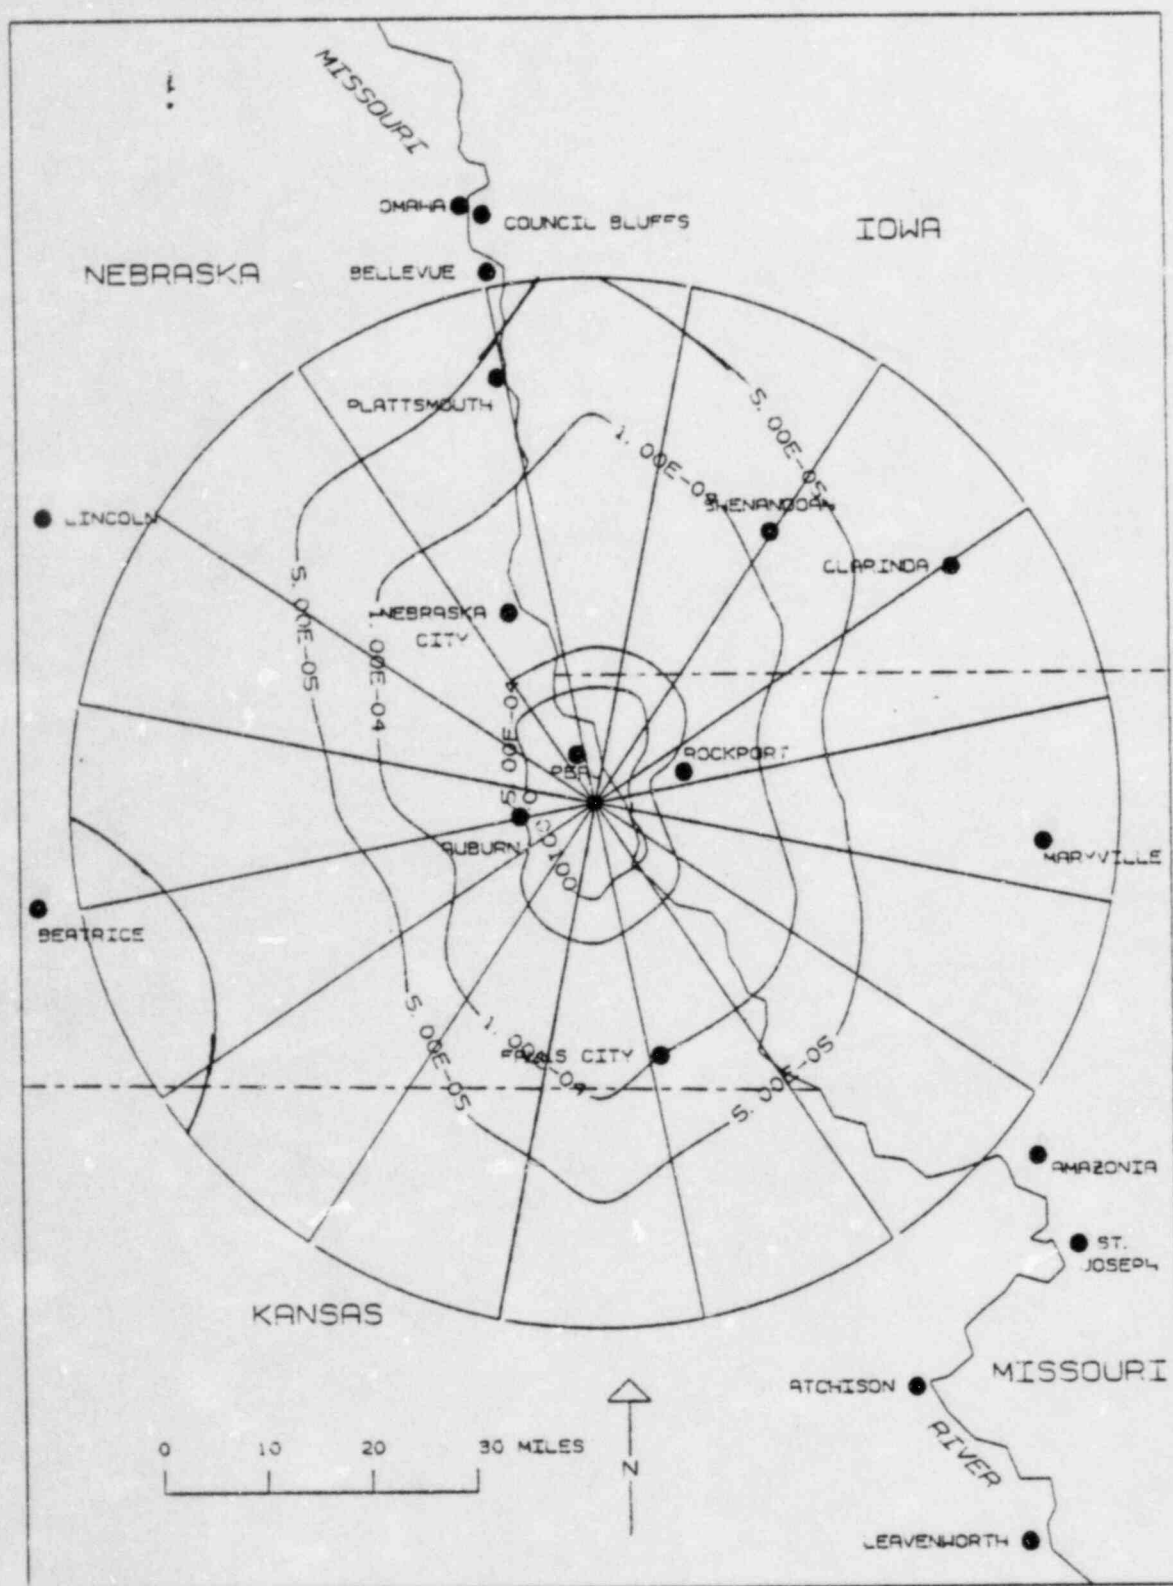 MISSOURI
OMAHA
COUNCIL BLUFFS
IOWA
NEBRASKA
BELLEVUE
PLATTSMOUTH
5.00E-05
1.00E-04
SHENANDOAH
LINCOLN
CLARINDA
5.00E-05
NEBRASKA
CITY
1.00E-04
5.00E-04
ROCKPORT
AUBURN
0.00100
MARYVILLE
BEATRICE
5.00E-05
1.00E-04
FALLS CITY
5.00E-05
AMAZONIA
ST.
JOSEPH
KANSAS
MISSOURI
ATCHISON
0 10 20 30 MILES
N
RIVER
LEAVENWORTH